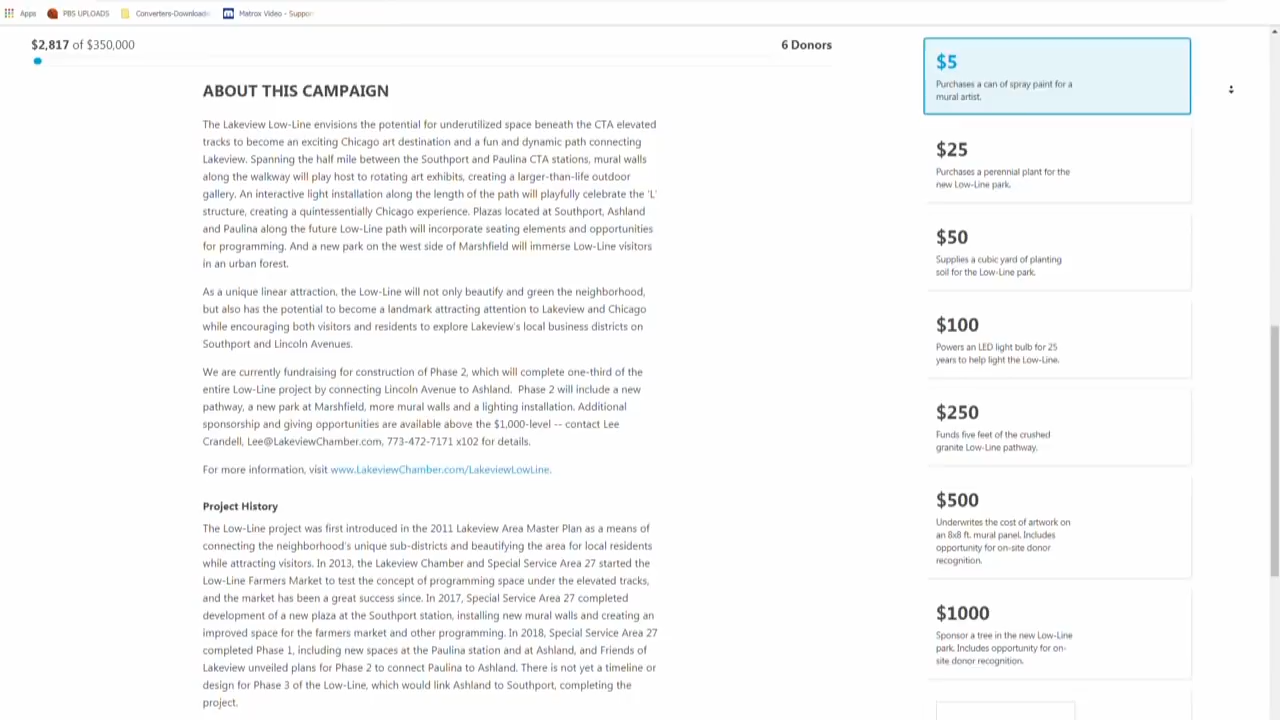 Apps
PBS UPLOADS
Converters-Download
Matrox Video - Suppor
$2,817 of $350,000
6 Donors
ABOUT THIS CAMPAIGN
The Lakeview Low-Line envisions the potential for underutilized space beneath the CTA elevated
tracks to become an exciting Chicago art destination and a fun and dynamic path connecting
Lakeview. Spanning the half mile between the Southport and Paulina CTA stations, mural walls
along the walkway will play host to rotating art exhibits, creating a larger-than-life outdoor
gallery. An interactive light installation along the length of the path will playfully celebrate the 'L'
structure, creating a quintessentially Chicago experience. Plazas located at Southport, Ashland
and Paulina along the future Low-Line path will incorporate seating elements and opportunities
for programming. And a new park on the west side of Marshfield will immerse Low-Line visitors
in an urban forest.
As a unique linear attraction, the Low-Line will not only beautify and green the neighborhood,
but also has the potential to become a landmark attracting attention to Lakeview and Chicago
while encouraging both visitors and residents to explore Lakeview's local business districts on
Southport and Lincoln Avenues.
We are currently fundraising for construction of Phase 2, which will complete one-third of the
entire Low-Line project by connecting Lincoln Avenue to Ashland. Phase 2 will include a new
pathway, a new park at Marshfield, more mural walls and a lighting installation. Additional
sponsorship and giving opportunities are available above the $1,000-level -- contact Lee
Crandell, Lee@LakeviewChamber.com, 773-472-7171 x102 for details.
For more information, visit www.LakeviewChamber.com/LakeviewLowLine.
Project History
The Low-Line project was first introduced in the 2011 Lakeview Area Master Plan as a means of
connecting the neighborhood's unique sub-districts and beautifying the area for local residents
while attracting visitors. In 2013, the Lakeview Chamber and Special Service Area 27 started the
Low-Line Farmers Market to test the concept of programming space under the elevated tracks,
and the market has been a great success since. In 2017, Special Service Area 27 completed
development of a new plaza at the Southport station, installing new mural walls and creating an
improved space for the farmers market and other programming. In 2018, Special Service Area 27
completed Phase 1, including new spaces at the Paulina station and at Ashland, and Friends of
Lakeview unveiled plans for Phase 2 to connect Paulina to Ashland. There is not yet a timeline or
design for Phase 3 of the Low-Line, which would link Ashland to Southport, completing the
project.
$5
Purchases a can of spray paint for a
mural artist.
$25
Purchases a perennial plant for the
new Low-Line park.
$50
Supplies a cubic yard of planting
soil for the Low-Line park.
$100
Powers an LED light bulb for 25
years to help light the Low-Line.
$250
Funds five feet of the crushed
granite Low-Line pathway.
$500
Underwrites the cost of artwork on
an 8x8 ft. mural panel. Includes
opportunity for on-site donor
recognition.
$1000
Sponsor a tree in the new Low-Line
park. Includes opportunity for on-
site donor recognition.